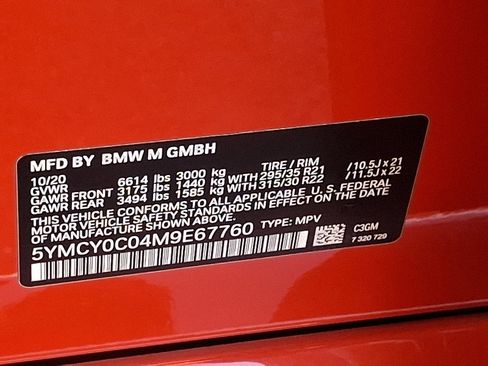 MFD BY BMW M GMBH
10/20 TIRE / RIM
GVWR 6614 lbs 3000 kg
GAWR FRONT 3175 lbs 1440 kg WITH 295/35 R21 /10.5J x 21
GAWR REAR 3494 lbs 1585 kg WITH 315/30 R22 /11.5J x 22
THIS VEHICLE CONFORMS TO ALL APPLICABLE U.S. FEDERAL
MOTOR VEHICLE SAFETY STANDARDS IN EFFECT ON THE DATE
OF MANUFACTURE SHOWN ABOVE.
5YMCY0C04M9E67760 TYPE: MPV
C3GM
7 320 729